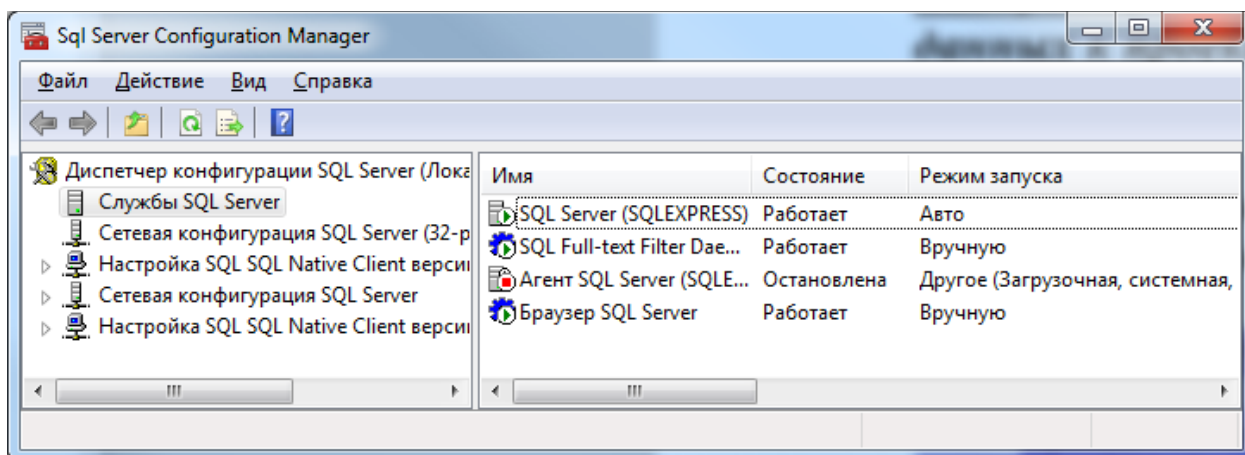 Sql Server Configuration Manager
Файл Действие Вид Справка
Диспетчер конфигурации SQL Server (Лока
Службы SQL Server
Сетевая конфигурация SQL Server (32-р
Настройка SQL SQL Native Client верси
Сетевая конфигурация SQL Server
Настройка SQL SQL Native Client верси
Имя Состояние Режим запуска
SQL Server (SQLEXPRESS) Работает Авто
SQL Full-text Filter Dae... Работает Вручную
Агент SQL Server (SQLE... Остановлена Другое (Загрузочная, системная,
Браузер SQL Server Работает Вручную